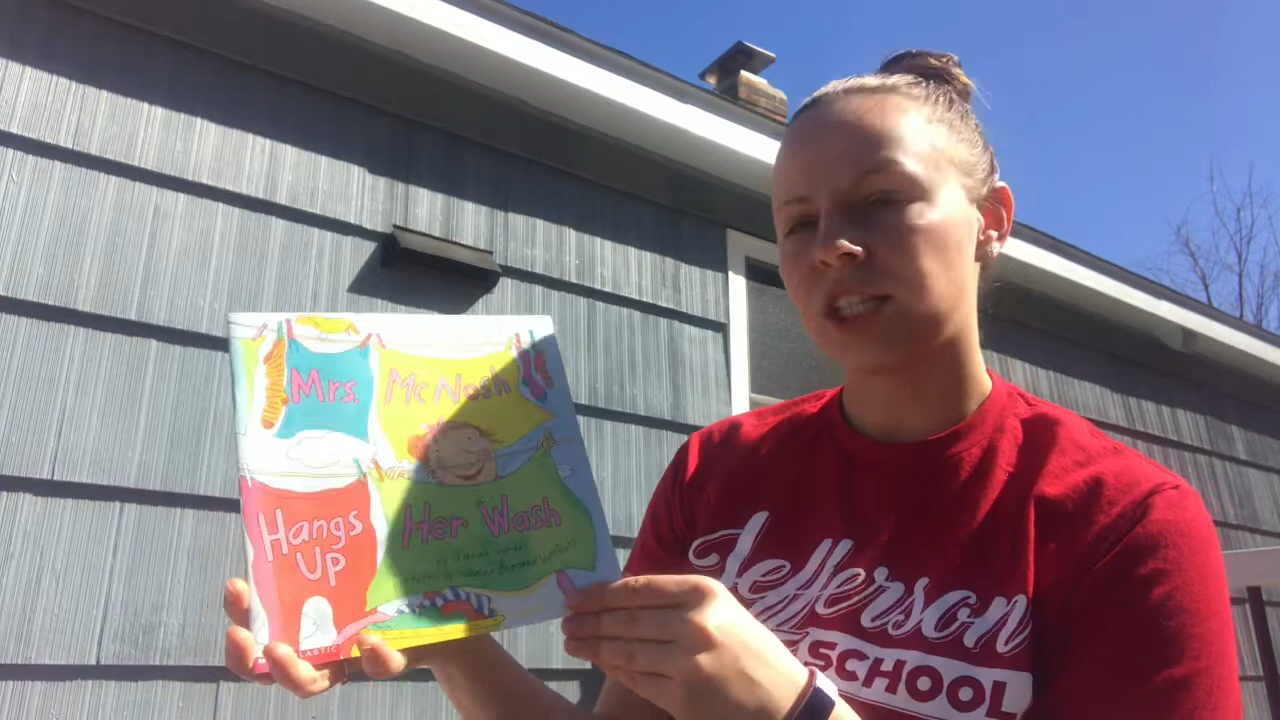 Mrs. McNosh
Hangs UP
Her Wash
Jefferson
SCHOOL